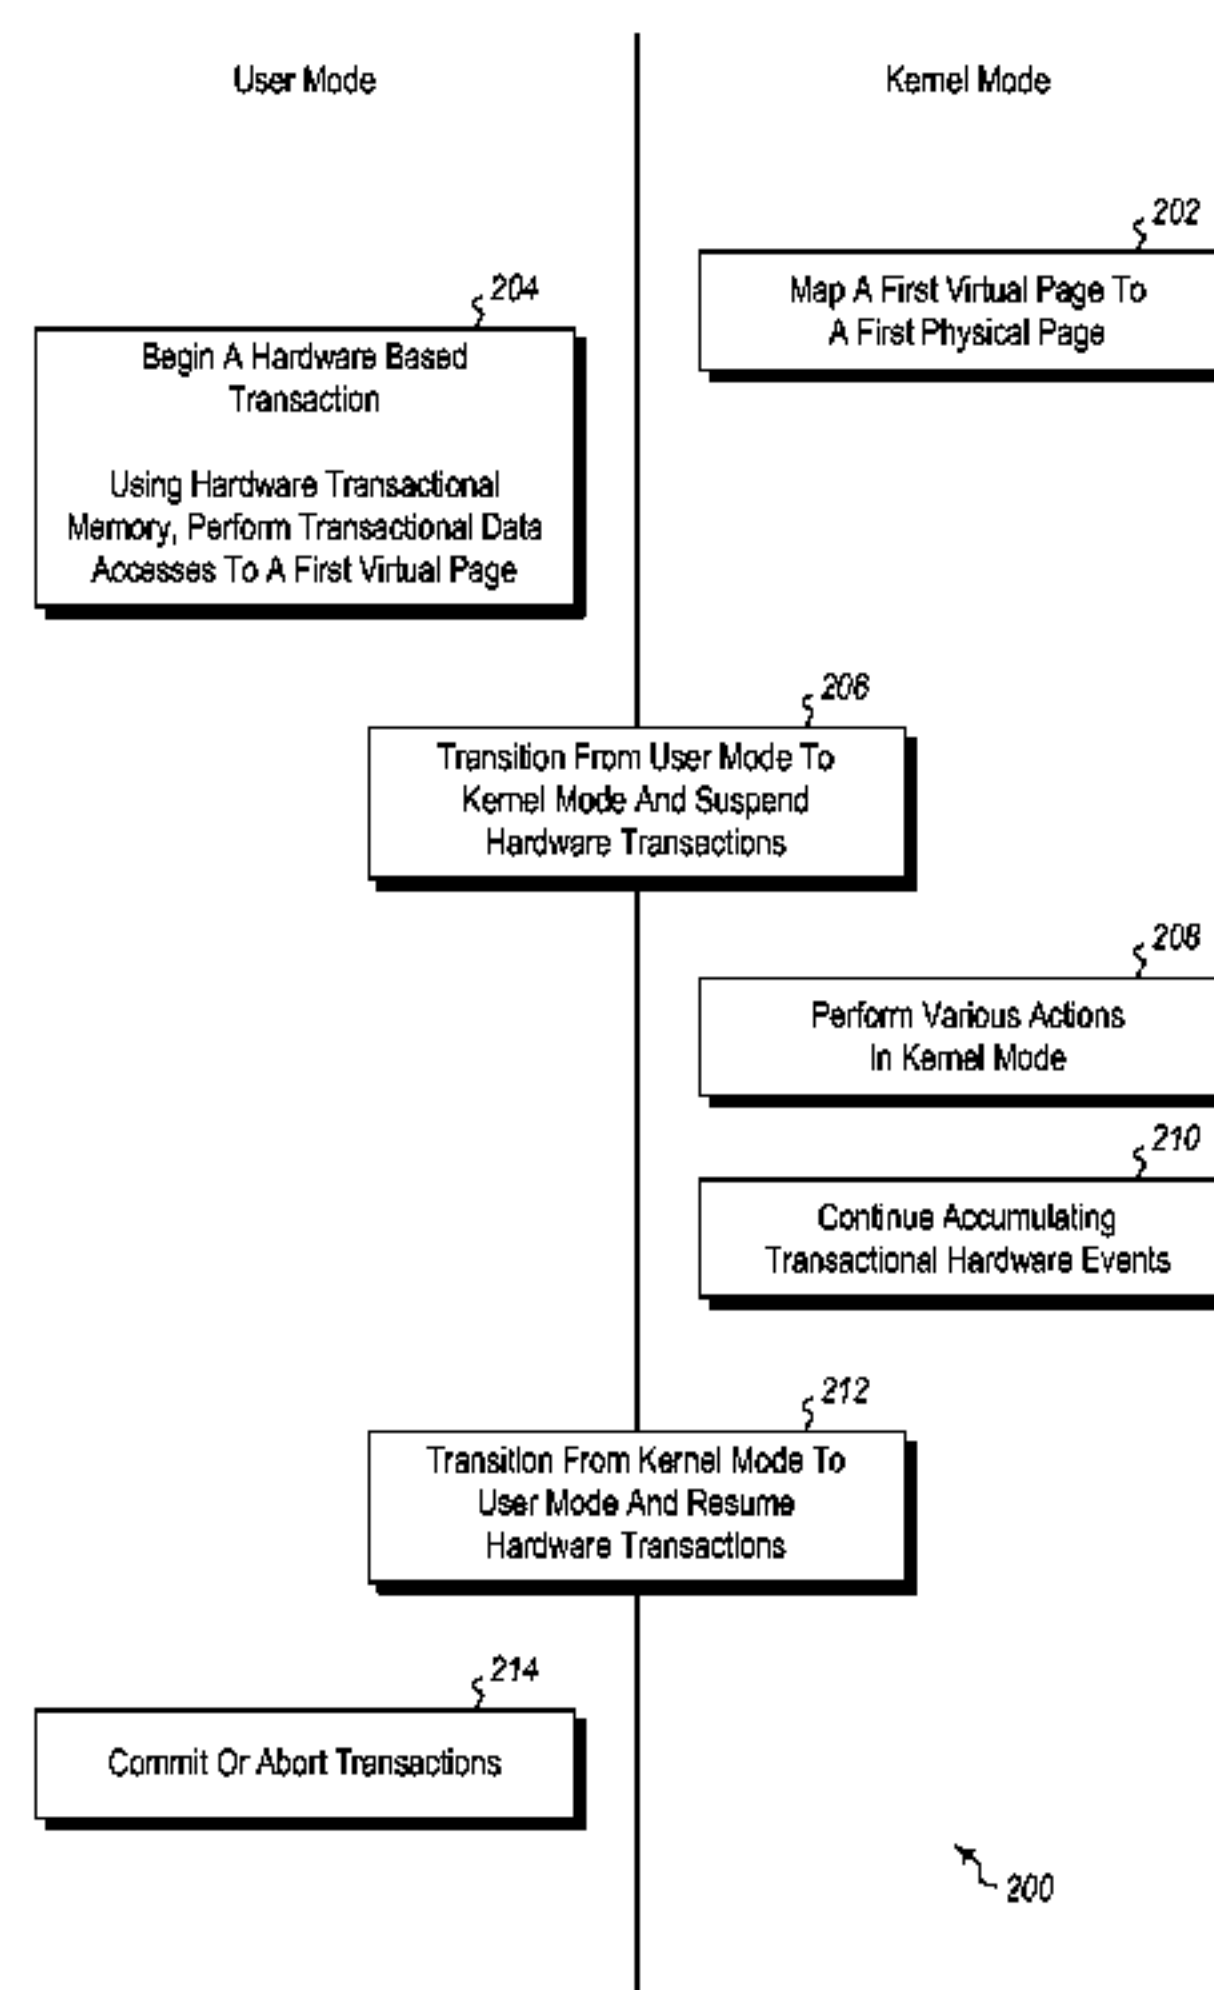 User Mode
Kernel Mode
202
Map A First Virtual Page To
A First Physical Page
204
Begin A Hardware Based
Transaction
Using Hardware Transactional
Memory, Perform Transactional Data
Accesses To A First Virtual Page
206
Transition From User Mode To
Kernel Mode And Suspend
Hardware Transactions
208
Perform Various Actions
In Kernel Mode
210
Continue Accumulating
Transactional Hardware Events
212
Transition From Kernel Mode To
User Mode And Resume
Hardware Transactions
214
Commit Or Abort Transactions
200